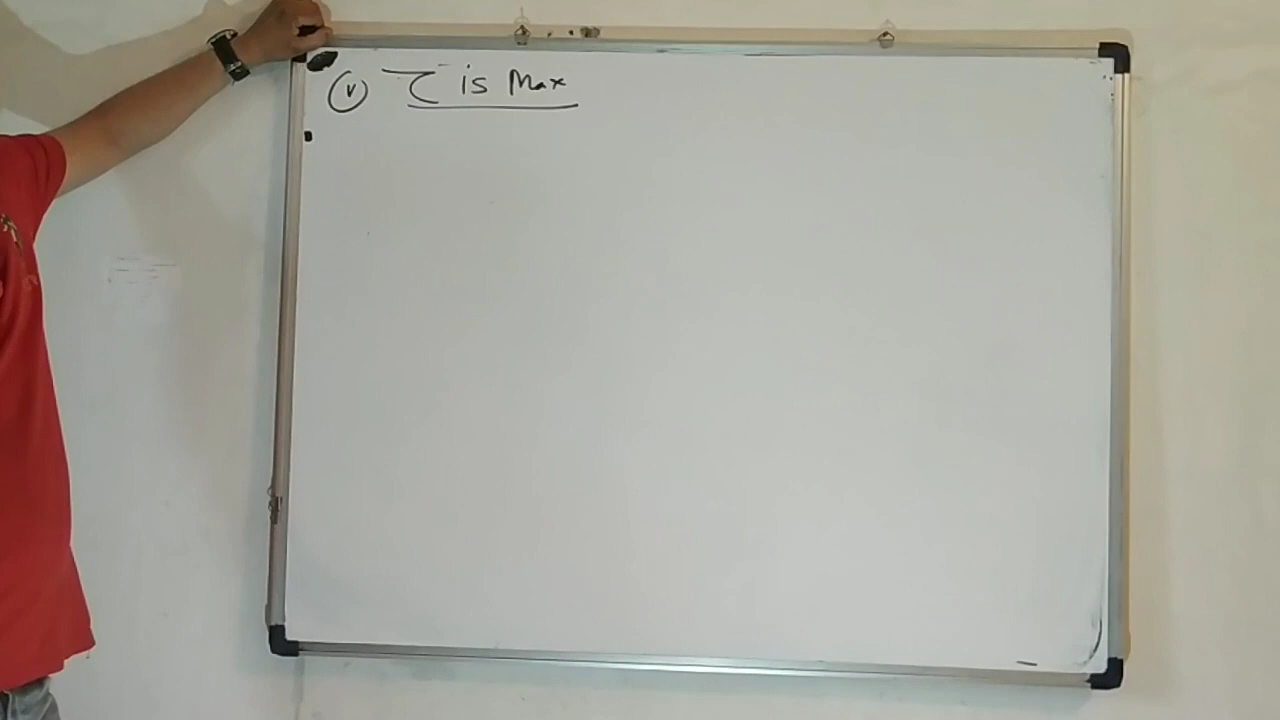 (v) τ is Max